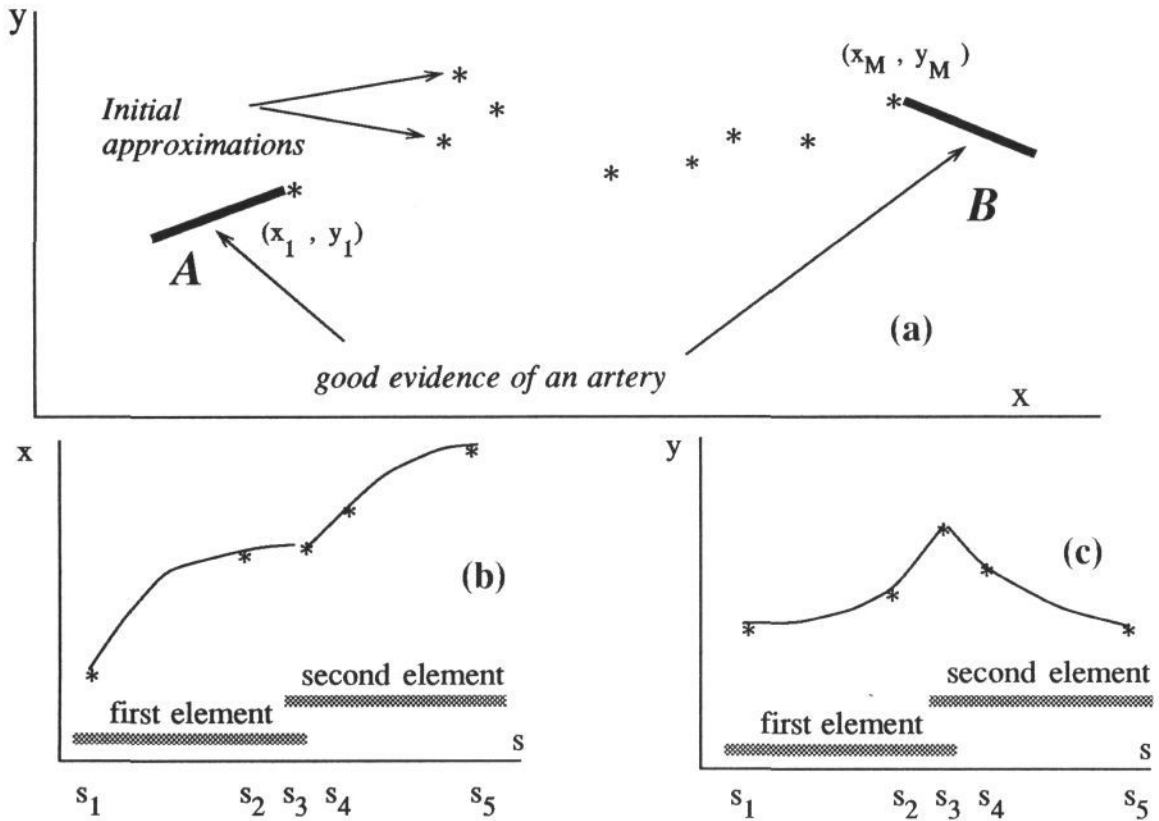 y
(x_M , y_M )
Initial
approximations
(x_1 , y_1)
A
B
(a)
good evidence of an artery
x
x
(b)
second element
first element
s
s_1 s_2 s_3 s_4 s_5
y
(c)
second element
first element
s
s_1 s_2 s_3 s_4 s_5